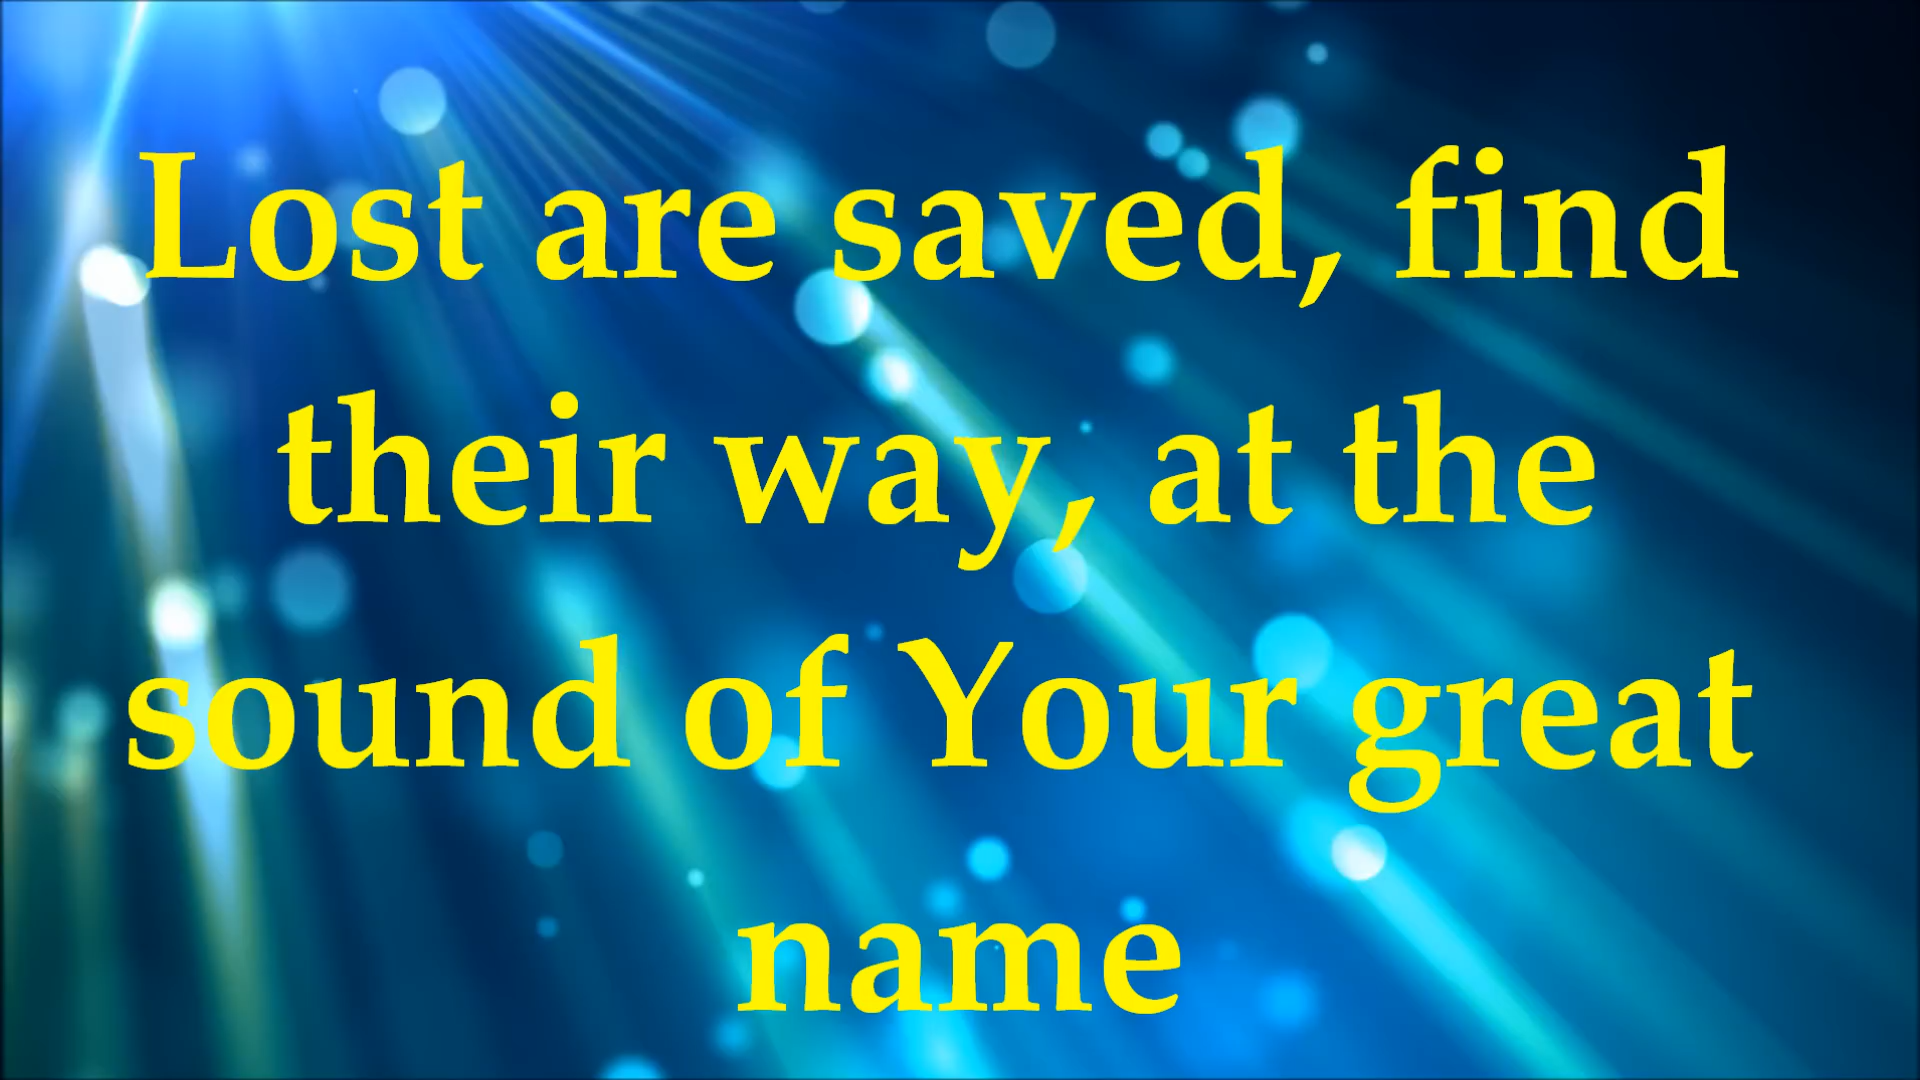 Lost are saved, find
their way, at the
sound of Your great
name